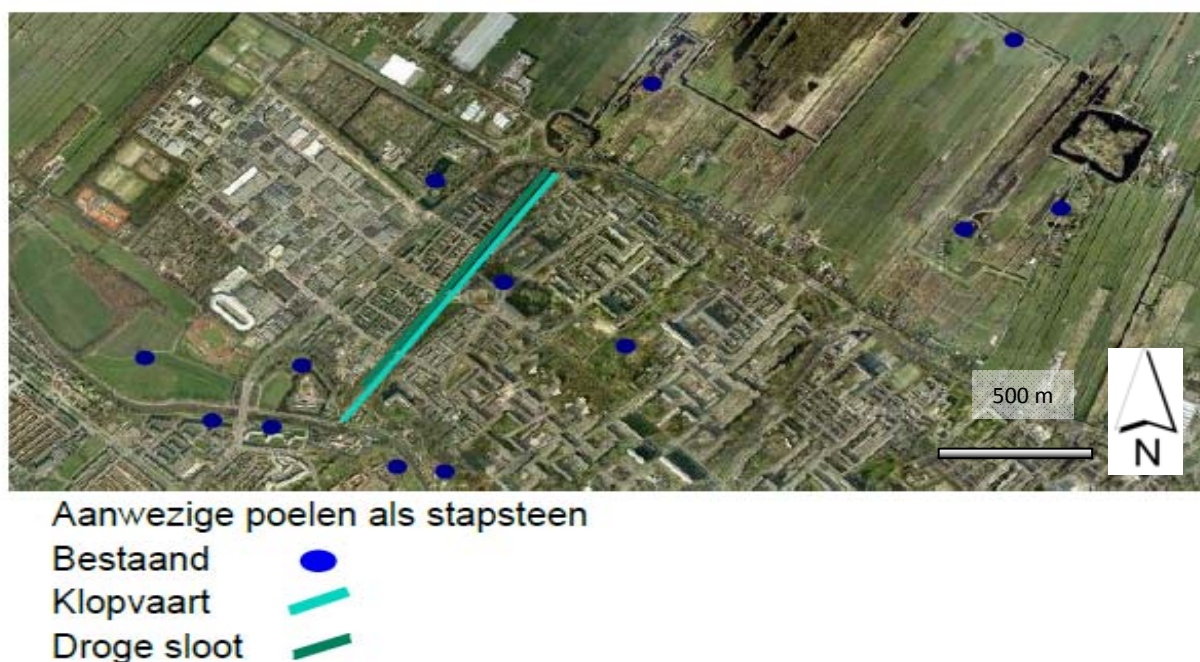 500 m
N
Aanwezige poelen als stapsteen
Bestaand
Klopvaart
Droge sloot